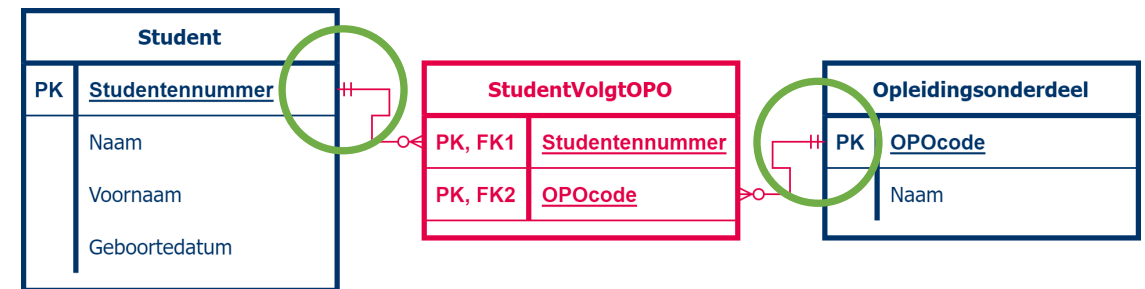 Student
PK Studentennummer
Naam
Voornaam
Geboortedatum
StudentVolgtOPO
PK, FK1 Studentennummer
PK, FK2 OPOcode
Opleidingsonderdeel
PK OPOcode
Naam